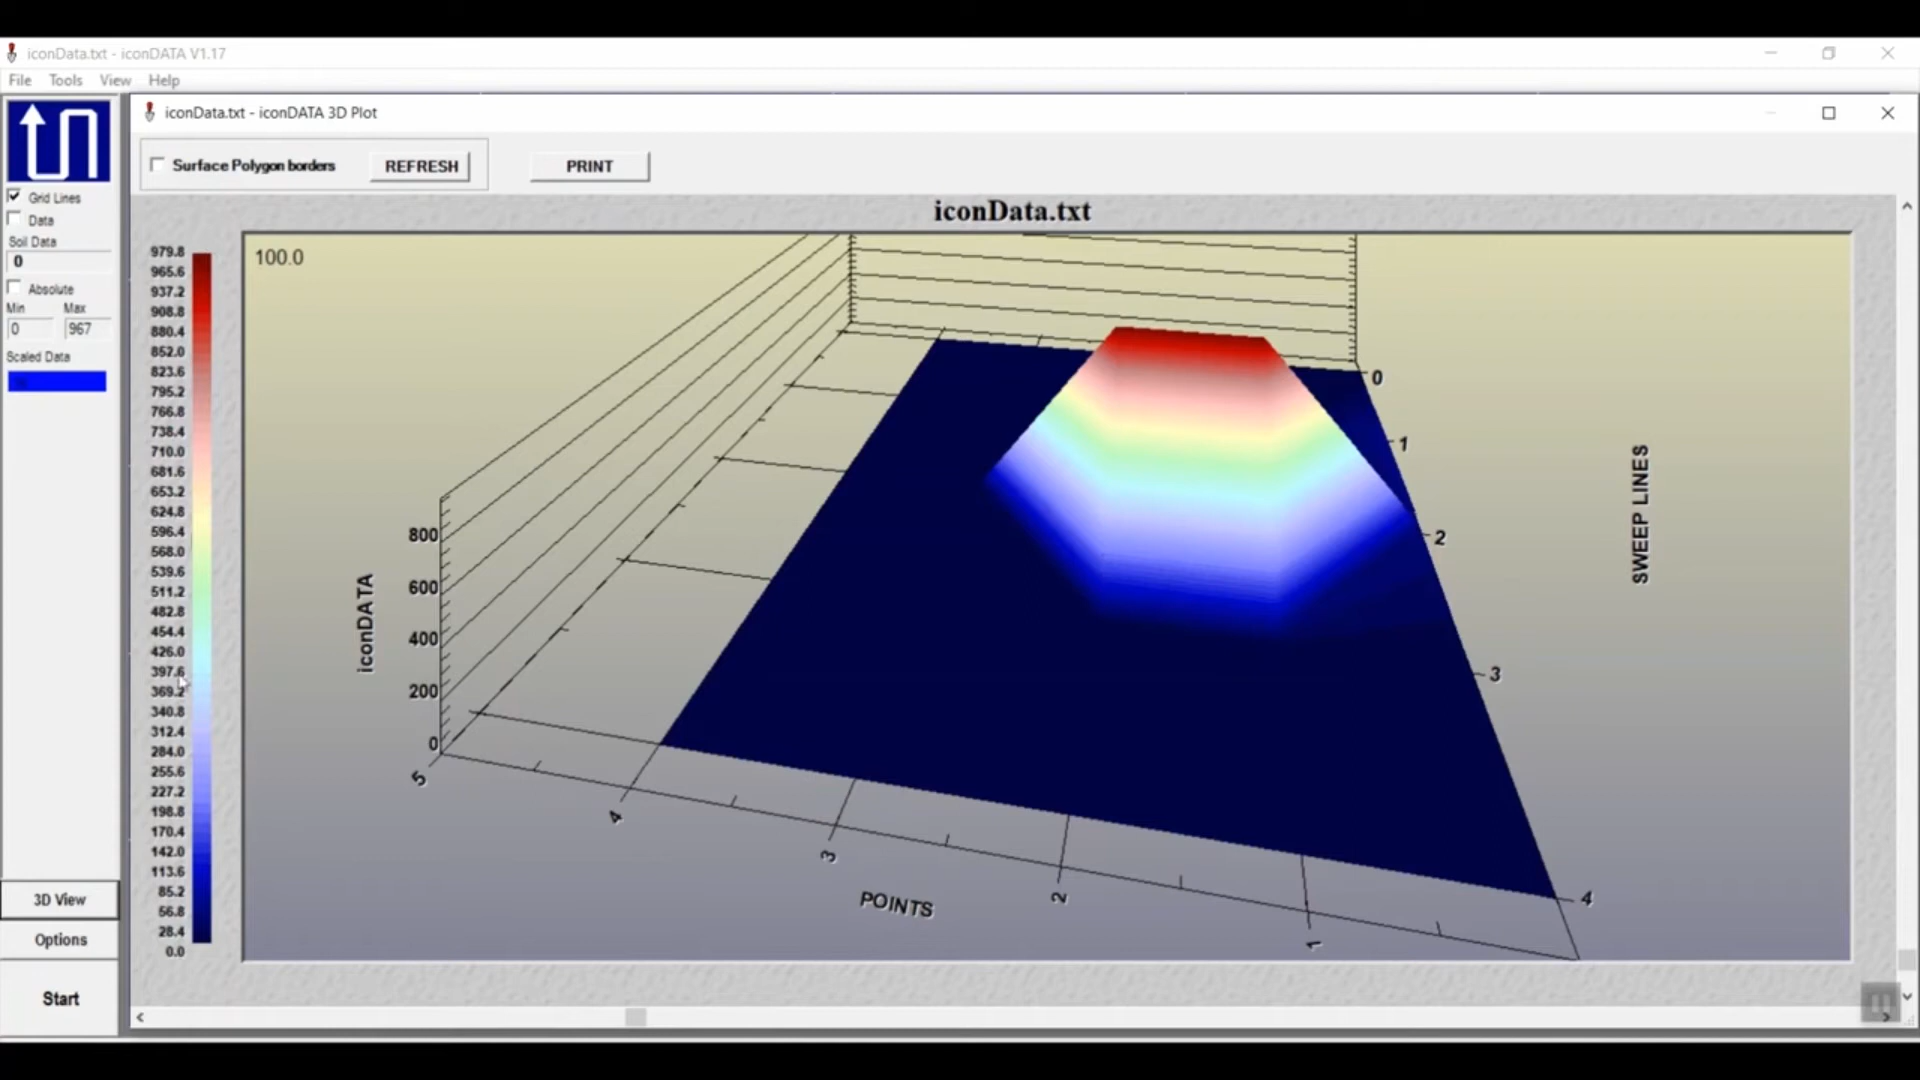 iconData.txt - iconDATA V1.17
File Tools View Help
iconData.txt - iconDATA 3D Plot
Surface Polygon borders
REFRESH
PRINT
Grid Lines
Data
Soil Data
0
Absolute
Min Max
0 967
Scaled Data
3D View
Options
Start
iconData.txt
100.0
979.8
965.6
937.2
908.8
880.4
852.0
823.6
795.2
766.8
738.4
710.0
681.6
653.2
624.8
596.4
568.0
539.6
511.2
482.8
454.4
426.0
397.6
369.2
340.8
312.4
284.0
255.6
227.2
198.8
170.4
142.0
113.6
85.2
56.8
28.4
0.0
iconDATA
800
600
400
200
0
5
4
3
2
1
POINTS
0
1
2
3
4
SWEEP LINES